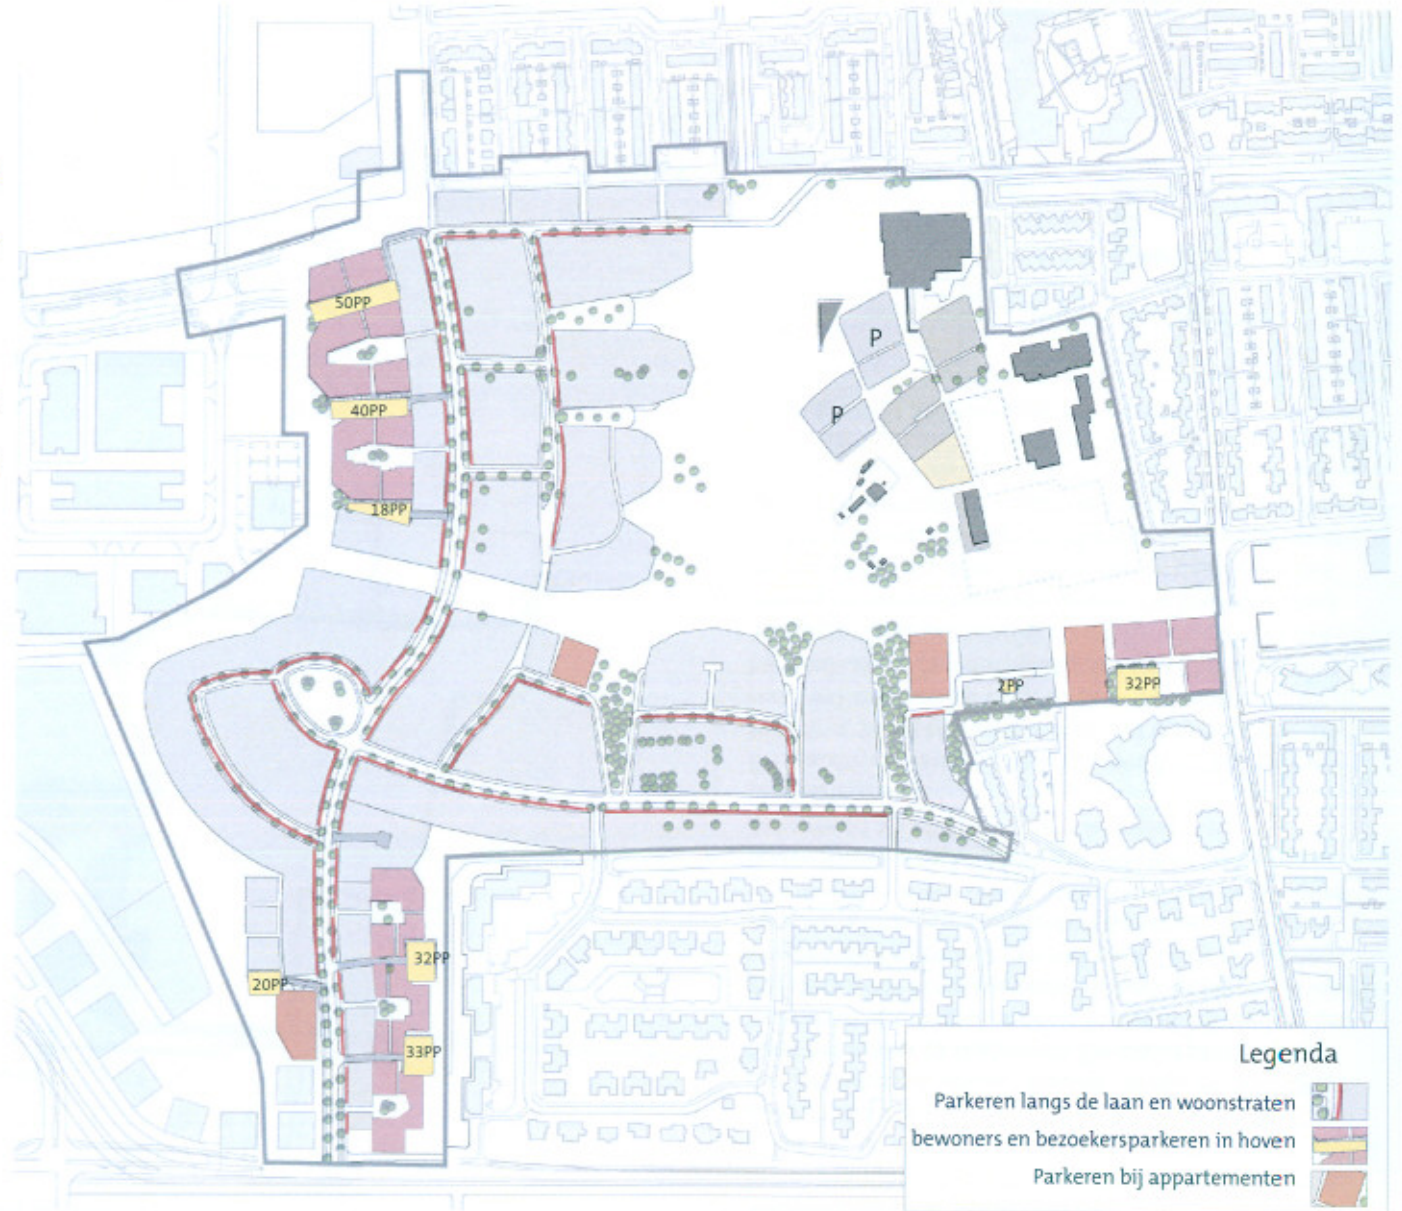 50PP
P
40PP
P
18PP
2PP
32PP
32PP
20PP
33PP
Legenda
Parkeren langs de laan en woonstraten
bewoners en bezoekersparkeren in hoven
Parkeren bij appartementen